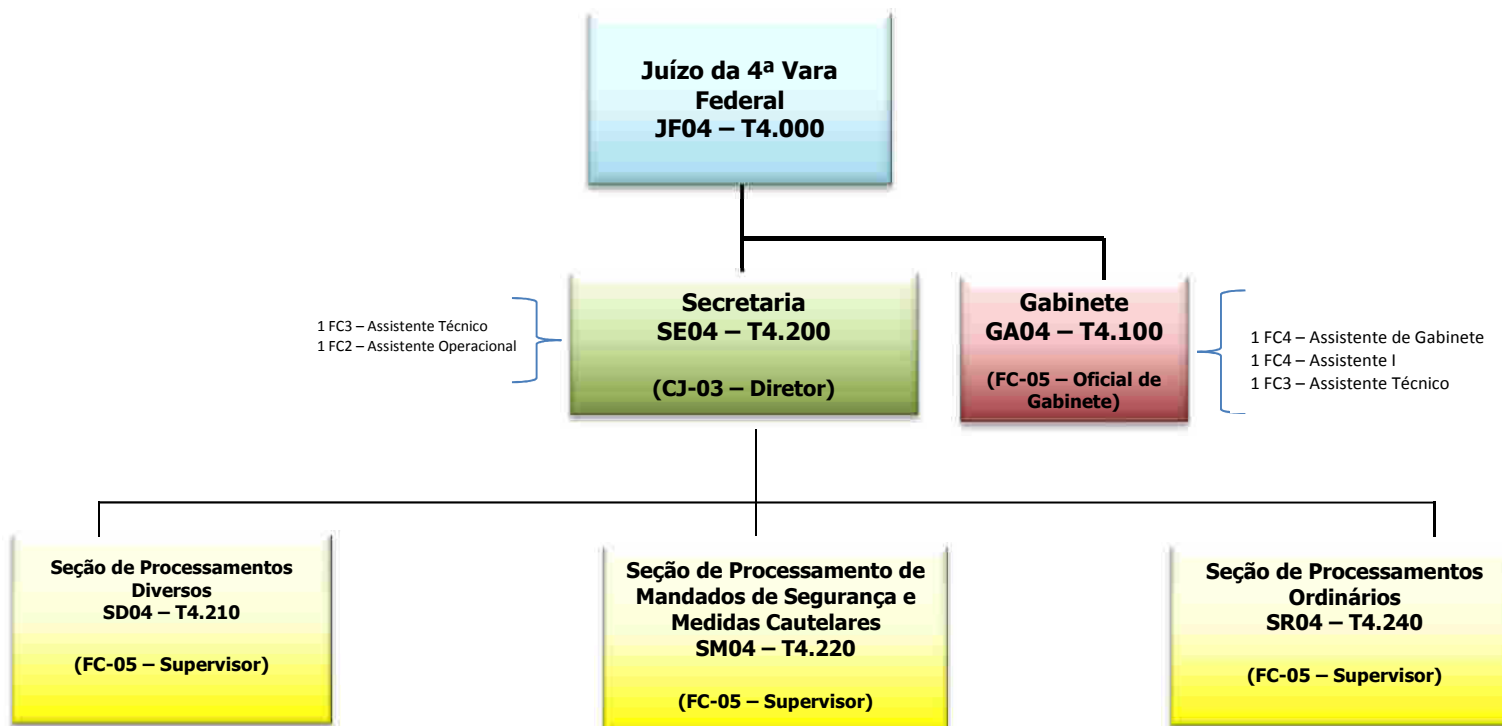 Juízo da 4ª Vara
Federal
JF04 – T4.000
1 FC3 – Assistente Técnico
1 FC2 – Assistente Operacional
Secretaria
SE04 – T4.200
(CJ-03 – Diretor)
Gabinete
GA04 – T4.100
(FC-05 – Oficial de
Gabinete)
1 FC4 – Assistente de Gabinete
1 FC4 – Assistente I
1 FC3 – Assistente Técnico
Seção de Processamentos
Diversos
SD04 – T4.210
(FC-05 – Supervisor)
Seção de Processamento de
Mandados de Segurança e
Medidas Cautelares
SM04 – T4.220
(FC-05 – Supervisor)
Seção de Processamentos
Ordinários
SR04 – T4.240
(FC-05 – Supervisor)